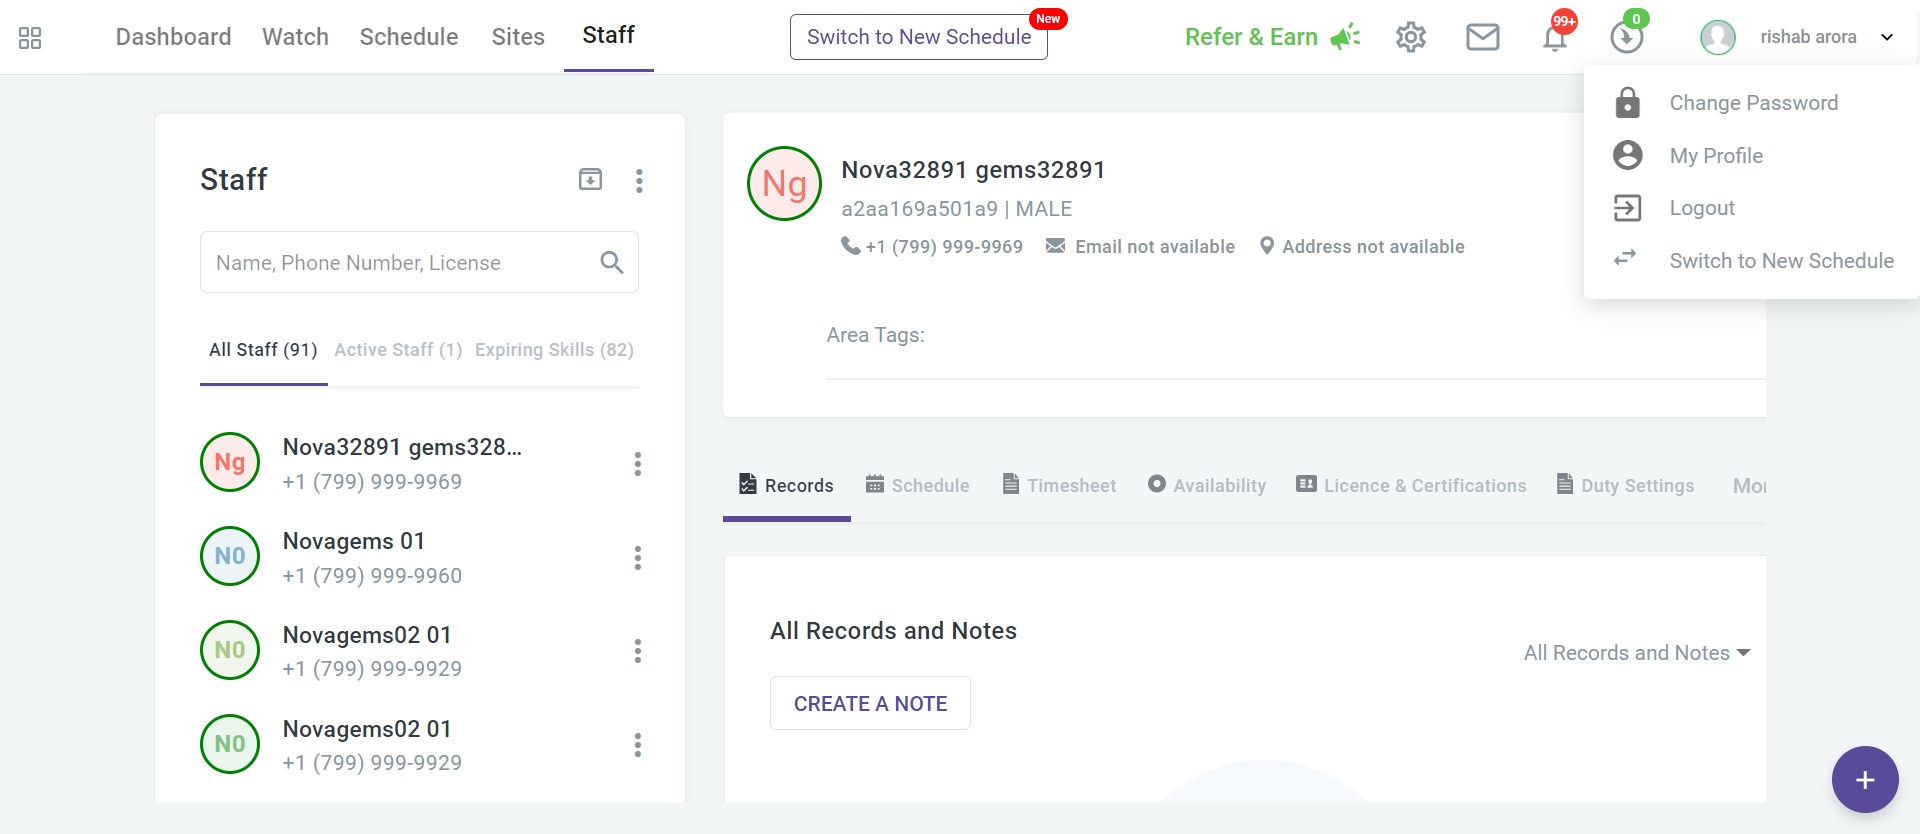 Dashboard
Watch
Schedule
Sites
Staff
Switch to New Schedule
New
Refer & Earn
99+
0
rishab arora
Change Password
My Profile
Logout
Switch to New Schedule
Staff
Name, Phone Number, License
All Staff (91)
Active Staff (1)
Expiring Skills (82)
Ng
Nova32891 gems328...
+1 (799) 999-9969
N0
Novagems 01
+1 (799) 999-9960
N0
Novagems02 01
+1 (799) 999-9929
N0
Novagems02 01
+1 (799) 999-9929
Ng
Nova32891 gems32891
a2aa169a501a9 | MALE
+1 (799) 999-9969
Email not available
Address not available
Area Tags:
Records
Schedule
Timesheet
Availability
Licence & Certifications
Duty Settings
All Records and Notes
All Records and Notes
CREATE A NOTE
+